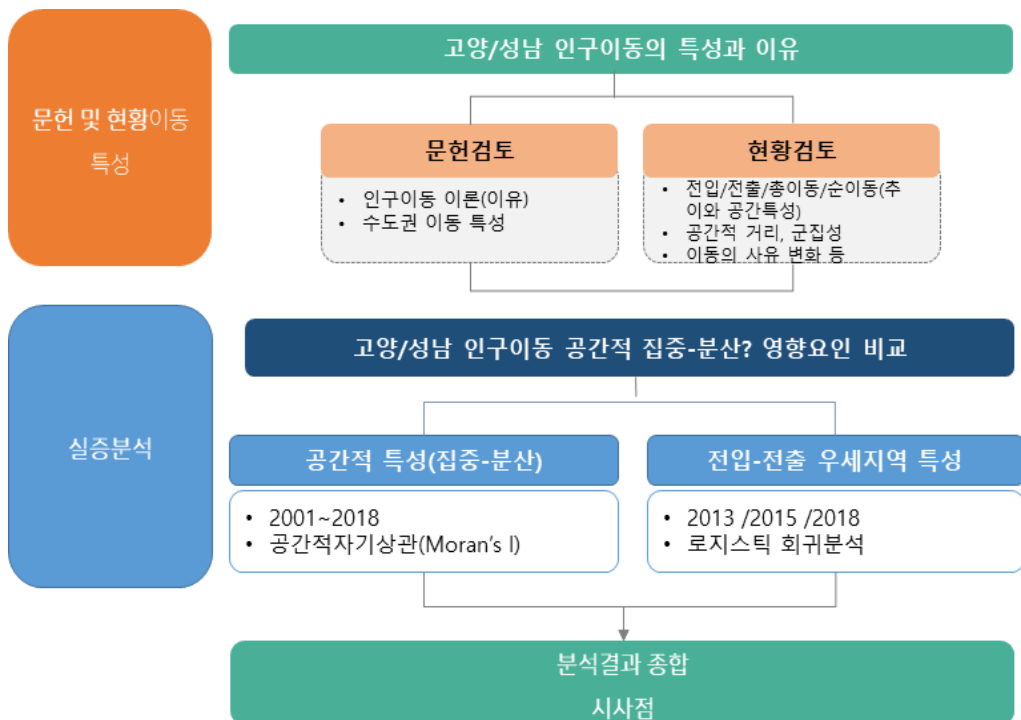 문헌 및 현황이동
특성
고양/성남 인구이동의 특성과 이유
문헌검토
• 인구이동 이론(이유)
• 수도권 이동 특성
현황검토
• 전입/전출/총이동/순이동(추
이와 공간특성)
• 공간적 거리, 군집성
• 이동의 사유 변화 등
실증분석
고양/성남 인구이동 공간적 집중-분산? 영향요인 비교
공간적 특성(집중-분산)
• 2001~2018
• 공간적자기상관(Moran’s I)
전입-전출 우세지역 특성
• 2013 /2015 /2018
• 로지스틱 회귀분석
분석결과 종합
시사점